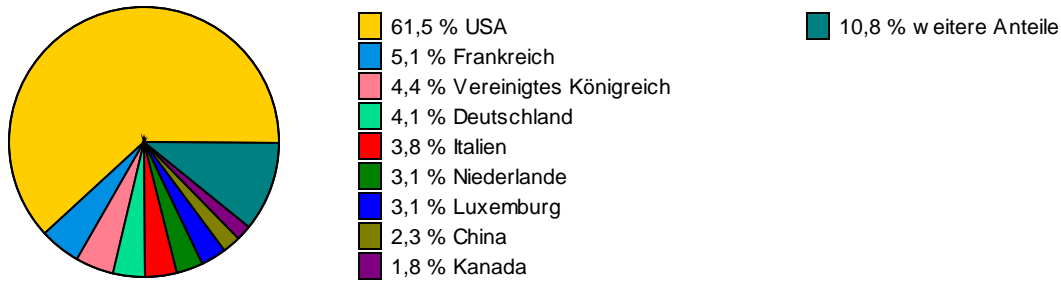 61,5 % USA
5,1 % Frankreich
4,4 % Vereinigtes Königreich
4,1 % Deutschland
3,8 % Italien
3,1 % Niederlande
3,1 % Luxemburg
2,3 % China
1,8 % Kanada
10,8 % weitere Anteile